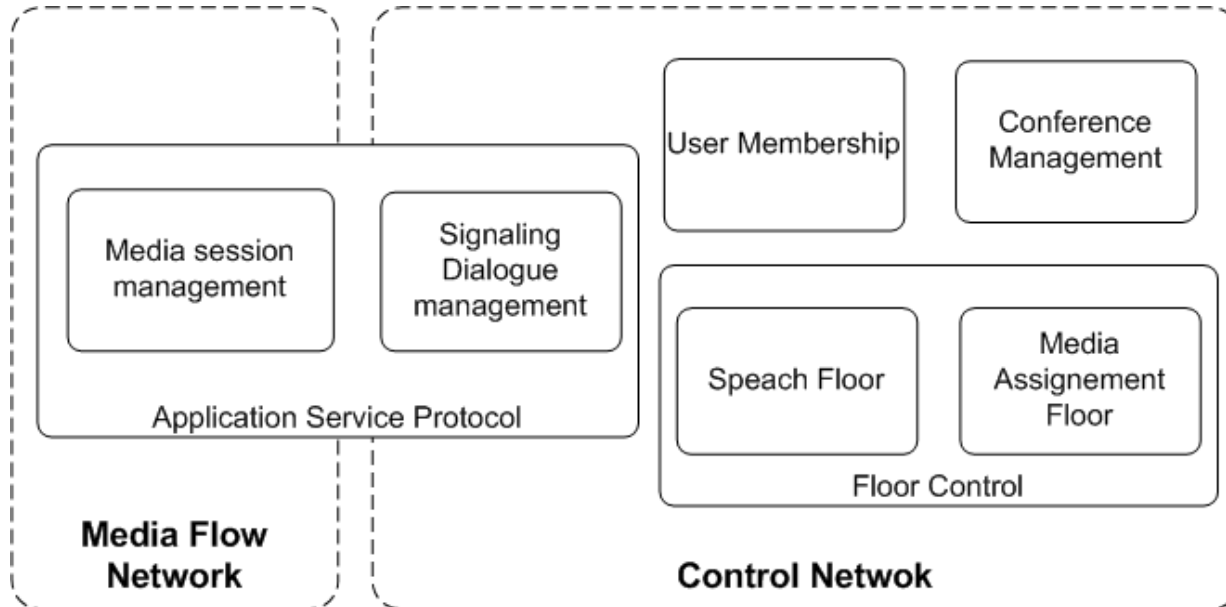 User Membership
Conference
Management
Media session
management
Signaling
Dialogue
management
Application Service Protocol
Speach Floor
Media
Assignement
Floor
Floor Control
Media Flow
Network
Control Netwok